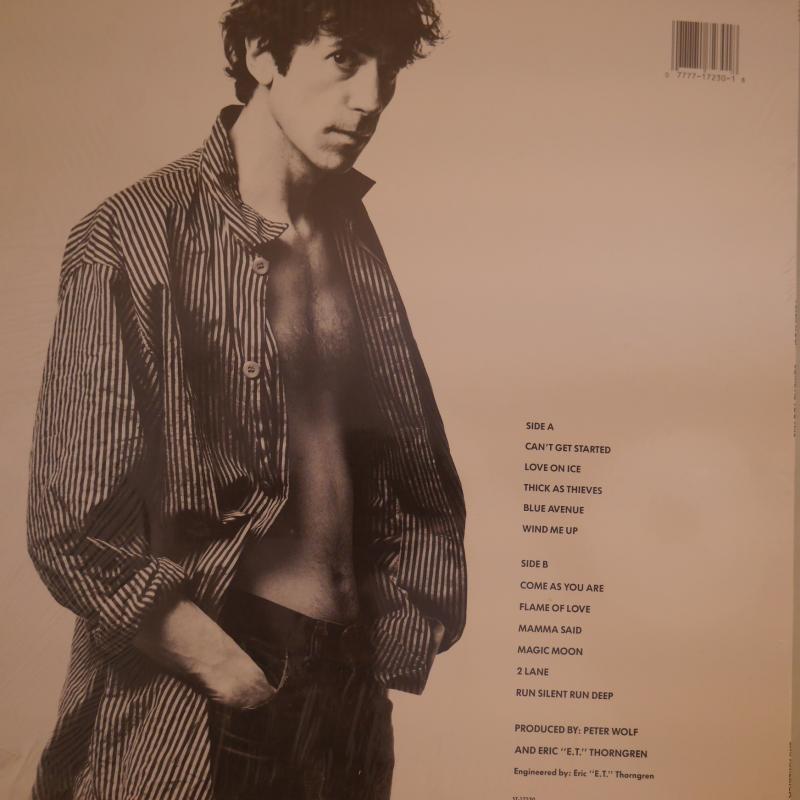 0 7777-17230-1 8
SIDE A
CAN'T GET STARTED
LOVE ON ICE
THICK AS THIEVES
BLUE AVENUE
WIND ME UP
SIDE B
COME AS YOU ARE
FLAME OF LOVE
MAMMA SAID
MAGIC MOON
2 LANE
RUN SILENT RUN DEEP
PRODUCED BY: PETER WOLF
AND ERIC "E.T." THORNGREN
Engineered by: Eric "E.T." Thorngren